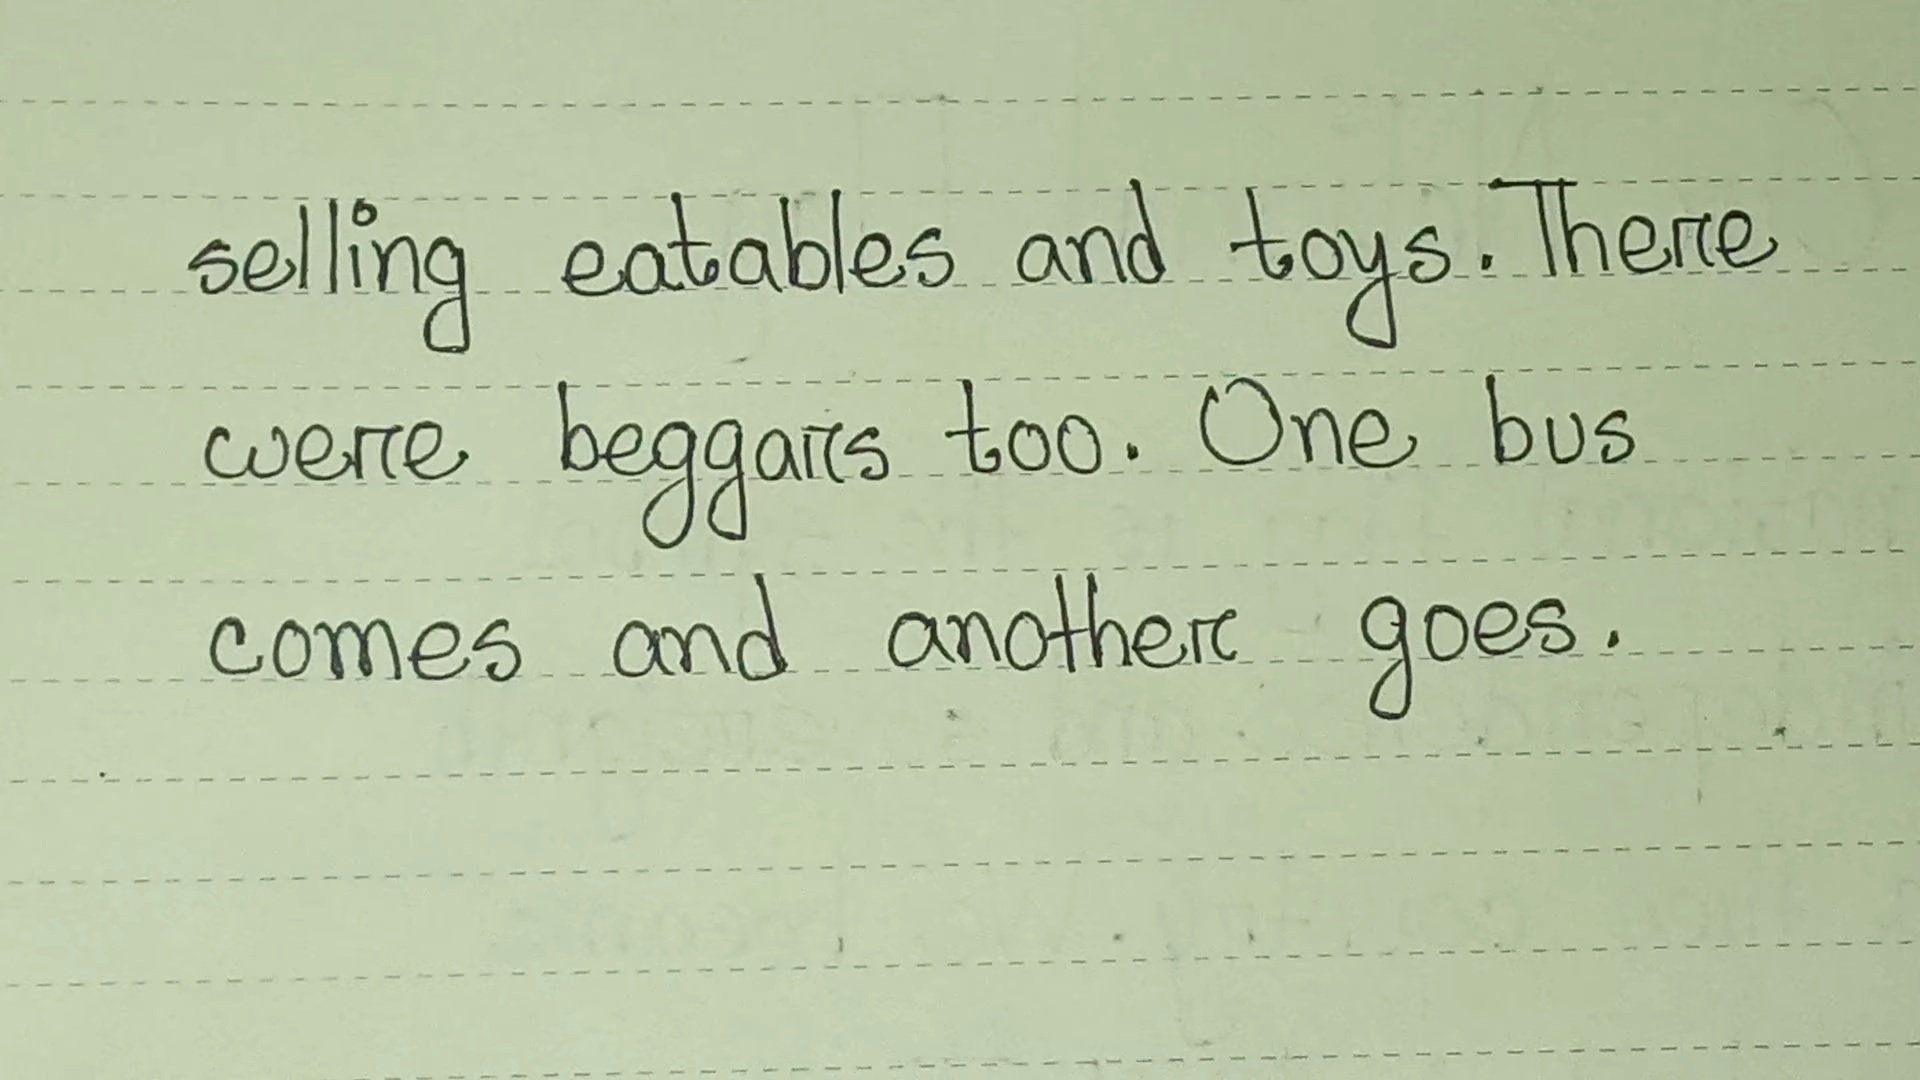 selling eatables and toys. There
were beggars too. One bus
comes and another goes.